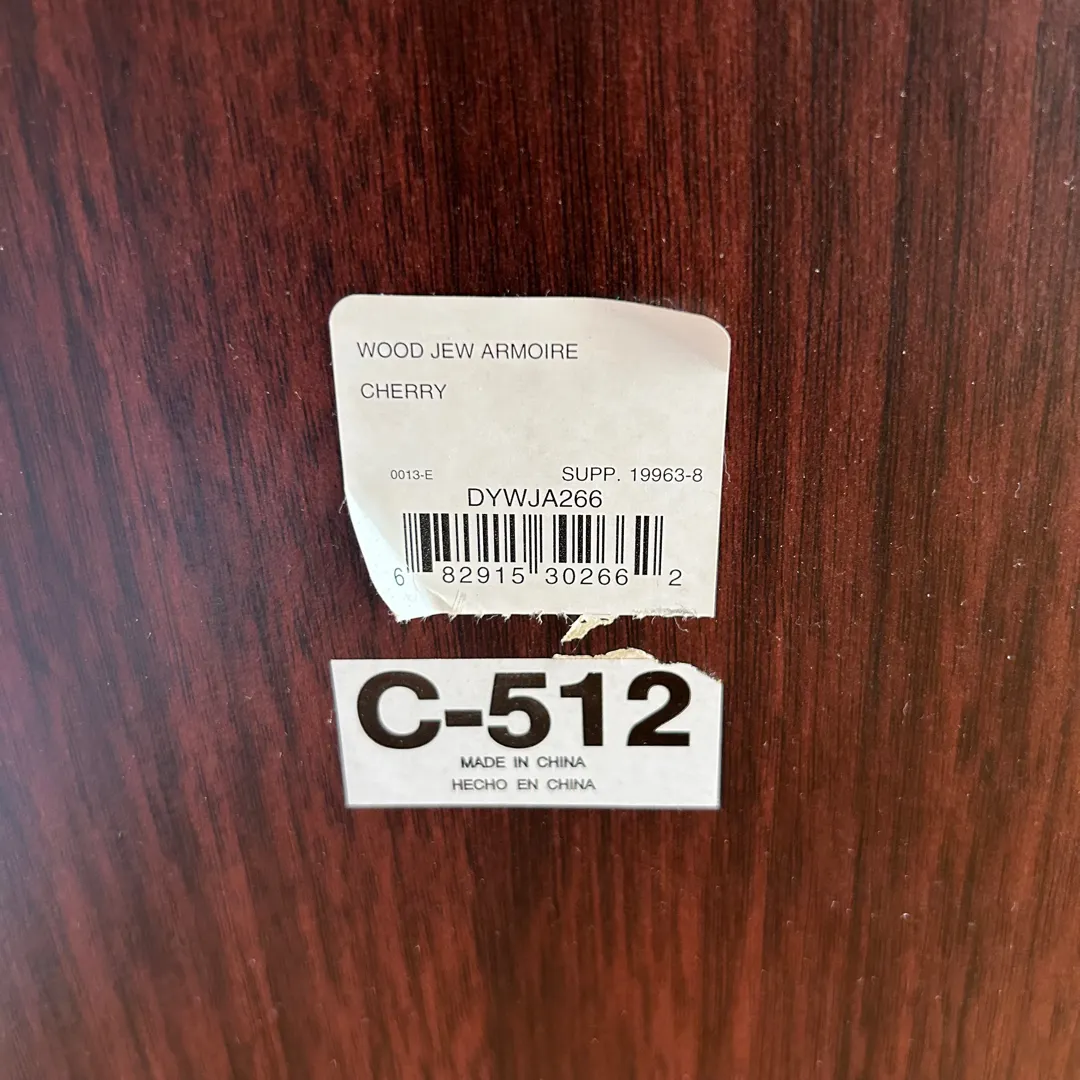 WOOD JEW ARMOIRE
CHERRY
0013-E SUPP. 19963-8
DYWJA266
6 82915 30266 2
C-512
MADE IN CHINA
HECHO EN CHINA